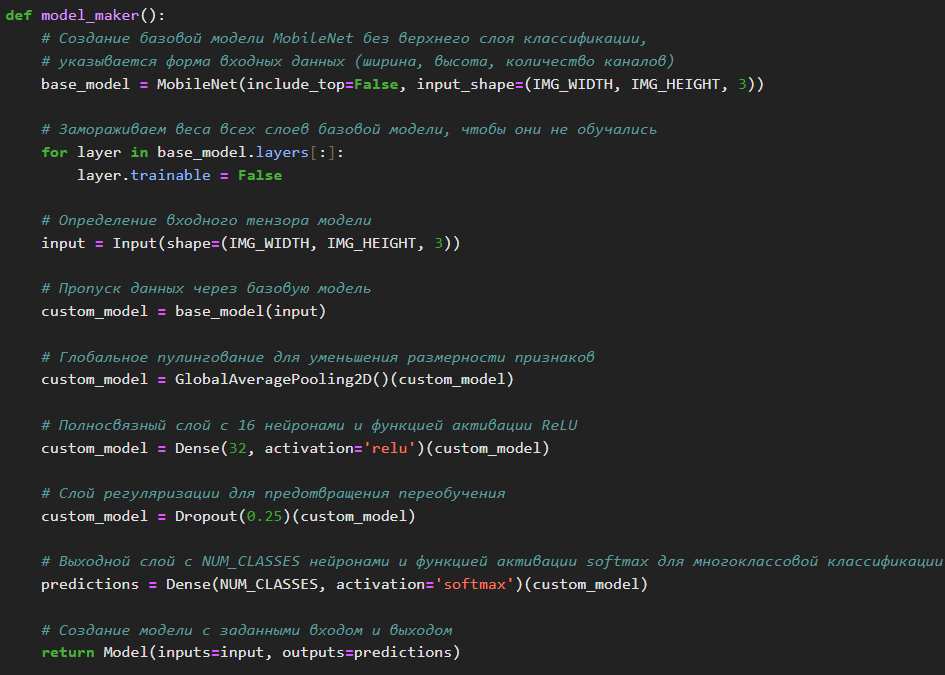 def model_maker():
    # Создание базовой модели MobileNet без верхнего слоя классификации,
    # указывается форма входных данных (ширина, высота, количество каналов)
    base_model = MobileNet(include_top=False, input_shape=(IMG_WIDTH, IMG_HEIGHT, 3))
    # Замораживаем веса всех слоев базовой модели, чтобы они не обучались
    for layer in base_model.layers[:]:
        layer.trainable = False
    # Определение входного тензора модели
    input = Input(shape=(IMG_WIDTH, IMG_HEIGHT, 3))
    # Пропуск данных через базовую модель
    custom_model = base_model(input)
    # Глобальное пулингование для уменьшения размерности признаков
    custom_model = GlobalAveragePooling2D()(custom_model)
    # Полносвязный слой с 16 нейронами и функцией активации ReLU
    custom_model = Dense(32, activation='relu')(custom_model)
    # Слой регуляризации для предотвращения переобучения
    custom_model = Dropout(0.25)(custom_model)
    # Выходной слой с NUM_CLASSES нейронами и функцией активации softmax для многоклассовой классификации
    predictions = Dense(NUM_CLASSES, activation='softmax')(custom_model)
    # Создание модели с заданными входом и выходом
    return Model(inputs=input, outputs=predictions)